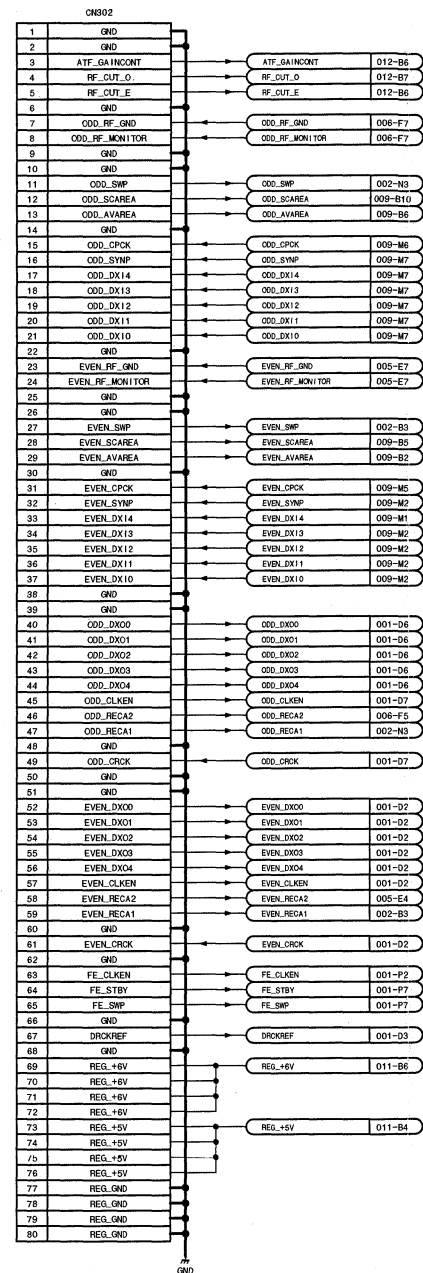 CN302
1 GND
2 GND
3 ATF_GAINCONT ATF_GAINCONT 012-B6
4 RF_CUT_O. RF_CUT_O 012-B7
5 RF_CUT_E RF_CUT_E 012-B6
6 GND
7 ODD_RF_GND ODD_RF_GND 006-F7
8 ODD_RF_MONITOR ODD_RF_MONITOR 006-F7
9 GND
10 GND
11 ODD_SWP ODD_SWP 002-N3
12 ODD_SCAREA ODD_SCAREA 009-B10
13 ODD_AVAREA ODD_AVAREA 009-B6
14 GND
15 ODD_CPCK ODD_CPCK 009-M6
16 ODD_SYNP ODD_SYNP 009-M7
17 ODD_DXI4 ODD_DXI4 009-M7
18 ODD_DXI3 ODD_DXI3 009-M7
19 ODD_DXI2 ODD_DXI2 009-M7
20 ODD_DXI1 ODD_DXI1 009-M7
21 ODD_DXI0 ODD_DXI0 009-M7
22 GND
23 EVEN_RF_GND EVEN_RF_GND 005-E7
24 EVEN_RF_MONITOR EVEN_RF_MONITOR 005-E7
25 GND
26 GND
27 EVEN_SWP EVEN_SWP 002-B3
28 EVEN_SCAREA EVEN_SCAREA 009-B5
29 EVEN_AVAREA EVEN_AVAREA 009-B2
30 GND
31 EVEN_CPCK EVEN_CPCK 009-M5
32 EVEN_SYNP EVEN_SYNP 009-M2
33 EVEN_DXI4 EVEN_DXI4 009-M1
34 EVEN_DXI3 EVEN_DXI3 009-M2
35 EVEN_DXI2 EVEN_DXI2 009-M2
36 EVEN_DXI1 EVEN_DXI1 009-M2
37 EVEN_DXI0 EVEN_DXI0 009-M2
38 GND
39 GND
40 ODD_DXO0 ODD_DXO0 001-D6
41 ODD_DXO1 ODD_DXO1 001-D6
42 ODD_DXO2 ODD_DXO2 001-D6
43 ODD_DXO3 ODD_DXO3 001-D6
44 ODD_DXO4 ODD_DXO4 001-D6
45 ODD_CLKEN ODD_CLKEN 001-D7
46 ODD_RECA2 ODD_RECA2 006-F5
47 ODD_RECA1 ODD_RECA1 002-N3
48 GND
49 ODD_CRCK ODD_CRCK 001-D7
50 GND
51 GND
52 EVEN_DXO0 EVEN_DXO0 001-D2
53 EVEN_DXO1 EVEN_DXO1 001-D2
54 EVEN_DXO2 EVEN_DXO2 001-D2
55 EVEN_DXO3 EVEN_DXO3 001-D2
56 EVEN_DXO4 EVEN_DXO4 001-D2
57 EVEN_CLKEN EVEN_CLKEN 001-D2
58 EVEN_RECA2 EVEN_RECA2 005-E4
59 EVEN_RECA1 EVEN_RECA1 002-B3
60 GND
61 EVEN_CRCK EVEN_CRCK 001-D2
62 GND
63 FE_CLKEN FE_CLKEN 001-P2
64 FE_STBY FE_STBY 001-P7
65 FE_SWP FE_SWP 001-P7
66 GND
67 DRCKREF DRCKREF 001-D3
68 GND
69 REG_+6V REG_+6V 011-B6
70 REG_+6V
71 REG_+6V
72 REG_+6V
73 REG_+5V REG_+5V 011-B4
74 REG_+5V
75 REG_+5V
76 REG_+5V
77 REG_GND
78 REG_GND
79 REG_GND
80 REG_GND
GND